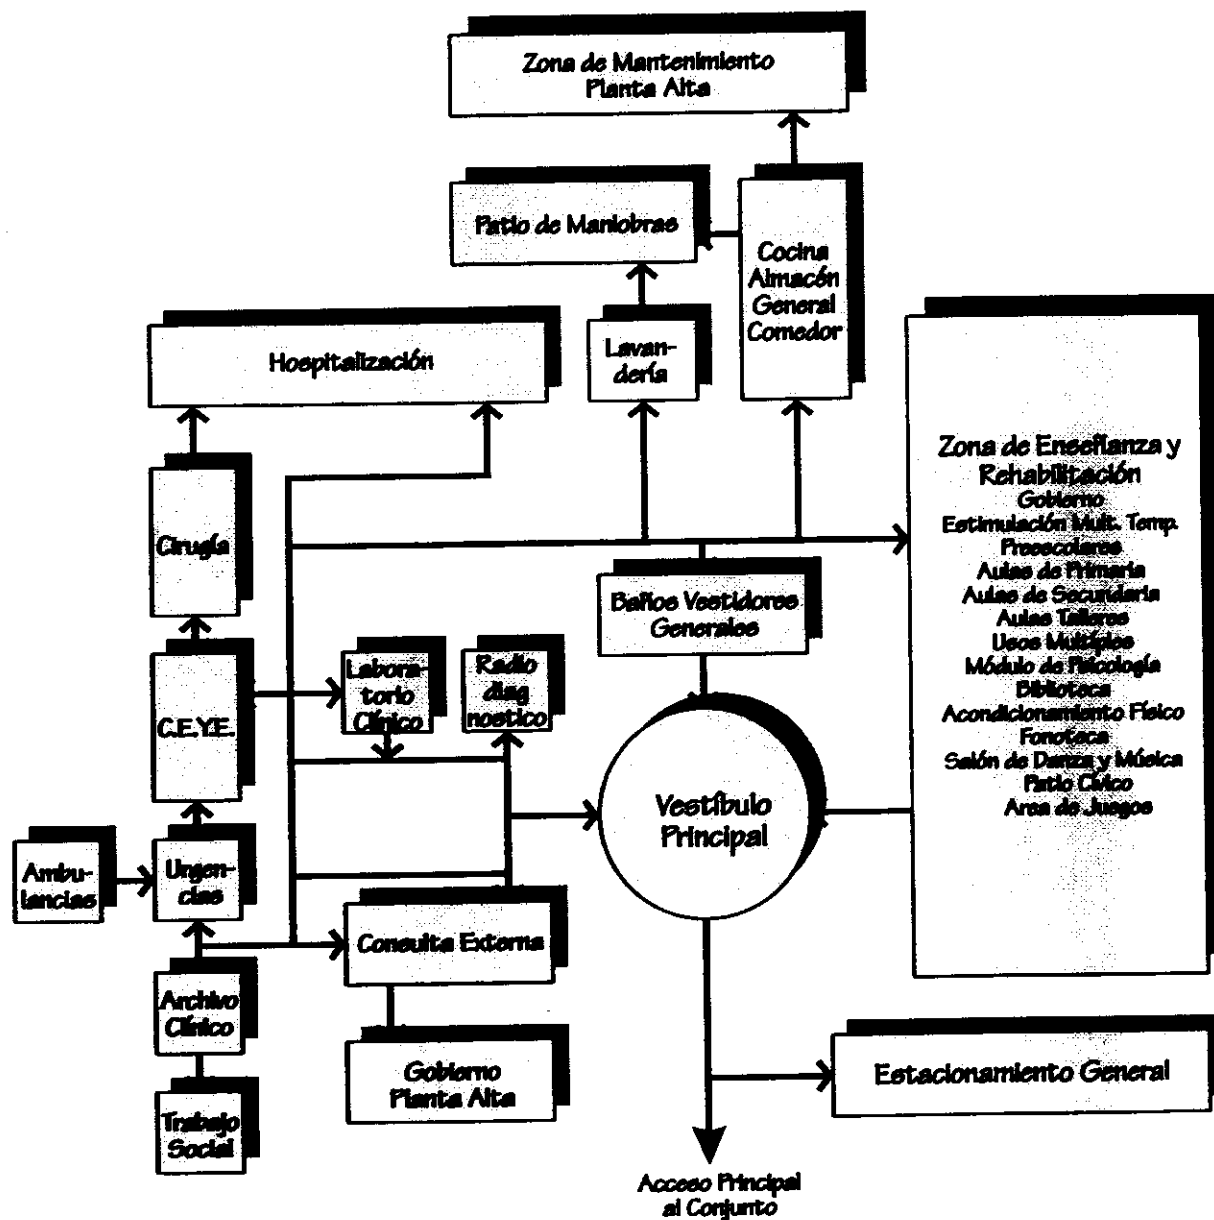 Zona de Mantenimiento
Planta Alta
Patio de Maniobras
Cocina
Almacén
General
Comedor
Hospitalización
Lavan-
dería
Zona de Enseñanza y
Rehabilitación
Gobierno
Estimulación Mult. Temp.
Preescolares
Aulas de Primaria
Aulas de Secundaria
Aulas Talleres
Usos Multiples
Módulo de Psicología
Biblioteca
Acondicionamiento Físico
Fonoteca
Salón de Danza y Música
Patio Cívico
Area de Juegos
Cirugía
Baños Vestidores
Generales
Labora-
torio
Clínico
Radio
diag
nostico
C.E.Y.E.
Vestíbulo
Principal
Ambu-
lancias
Urgen-
cias
Consulta Externa
Archivo
Clínico
Gobierno
Planta Alta
Estacionamiento General
Trabajo
Social
Acceso Principal
al Conjunto